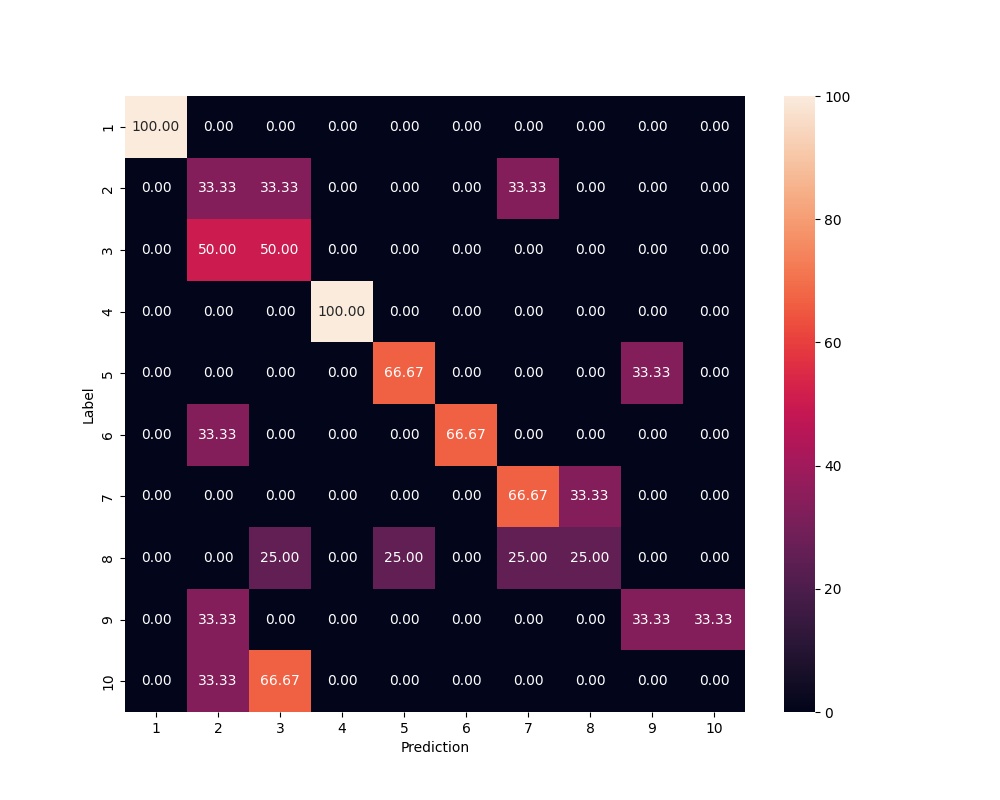 1 100.00 0.00 0.00 0.00 0.00 0.00 0.00 0.00 0.00 0.00
2 0.00 33.33 33.33 0.00 0.00 0.00 33.33 0.00 0.00 0.00
3 0.00 50.00 50.00 0.00 0.00 0.00 0.00 0.00 0.00 0.00
4 0.00 0.00 0.00 100.00 0.00 0.00 0.00 0.00 0.00 0.00
5 0.00 0.00 0.00 0.00 66.67 0.00 0.00 0.00 33.33 0.00
6 0.00 33.33 0.00 0.00 0.00 66.67 0.00 0.00 0.00 0.00
7 0.00 0.00 0.00 0.00 0.00 0.00 66.67 33.33 0.00 0.00
8 0.00 0.00 25.00 0.00 25.00 0.00 25.00 25.00 0.00 0.00
9 0.00 33.33 0.00 0.00 0.00 0.00 0.00 0.00 33.33 33.33
10 0.00 33.33 66.67 0.00 0.00 0.00 0.00 0.00 0.00 0.00
1 2 3 4 5 6 7 8 9 10
Prediction
Label
100
80
60
40
20
0